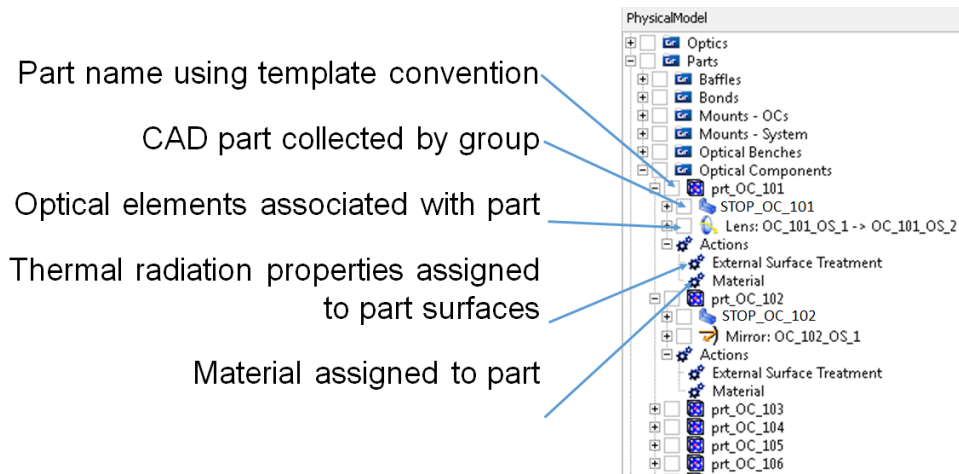 Part name using template convention
CAD part collected by group
Optical elements associated with part
Thermal radiation properties assigned
to part surfaces
Material assigned to part
PhysicalModel
Optics
Parts
Baffles
Bonds
Mounts - OCs
Mounts - System
Optical Benches
Optical Components
prt_OC_101
STOP_OC_101
Lens: OC_101_OS_1 -> OC_101_OS_2
Actions
External Surface Treatment
Material
prt_OC_102
STOP_OC_102
Mirror: OC_102_OS_1
Actions
External Surface Treatment
Material
prt_OC_103
prt_OC_104
prt_OC_105
prt_OC_106